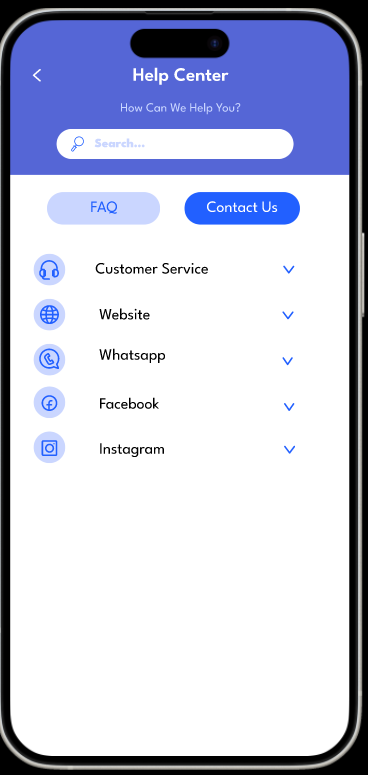 Help Center
How Can We Help You?
Search...
FAQ
Contact Us
Customer Service
Website
Whatsapp
Facebook
Instagram